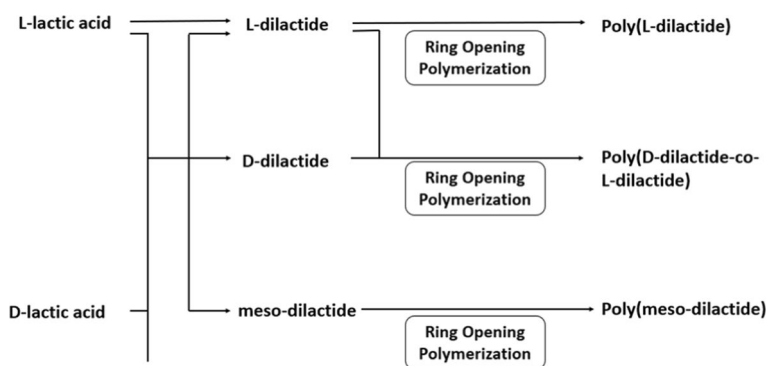 L-lactic acid
L-dilactide
Ring Opening
Polymerization
Poly(L-dilactide)
D-dilactide
Ring Opening
Polymerization
Poly(D-dilactide-co-
L-dilactide)
D-lactic acid
meso-dilactide
Ring Opening
Polymerization
Poly(meso-dilactide)